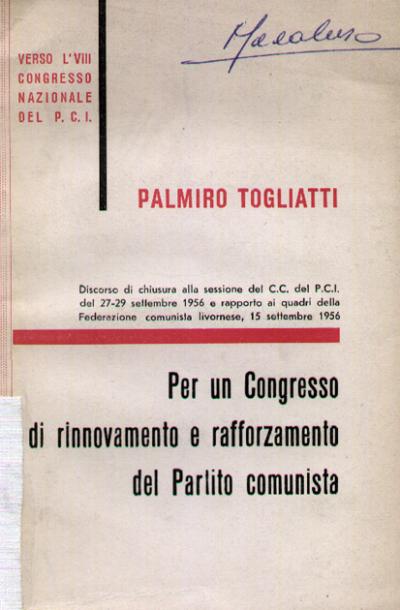 Macaluso
VERSO L'VIII
CONGRESSO
NAZIONALE
DEL P. C. I.
PALMIRO TOGLIATTI
Discorso di chiusura alla sessione del C.C. del P.C.I.
del 27-29 settembre 1956 e rapporto ai quadri della
Federazione comunista livornese, 15 settembre 1956
Per un Congresso
di rinnovamento e rafforzamento
del Partito comunista